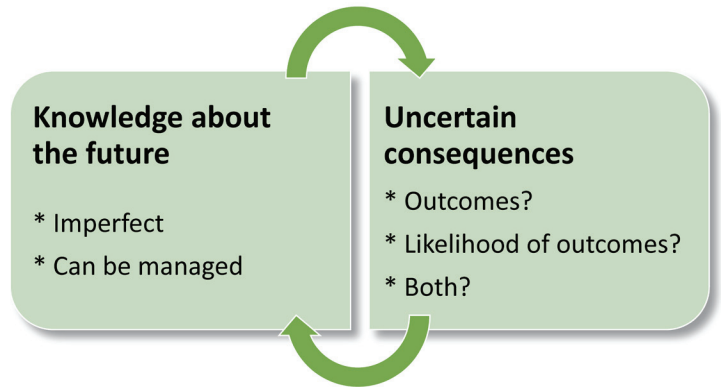 Knowledge about
the future
* Imperfect
* Can be managed
Uncertain
consequences
* Outcomes?
* Likelihood of outcomes?
* Both?